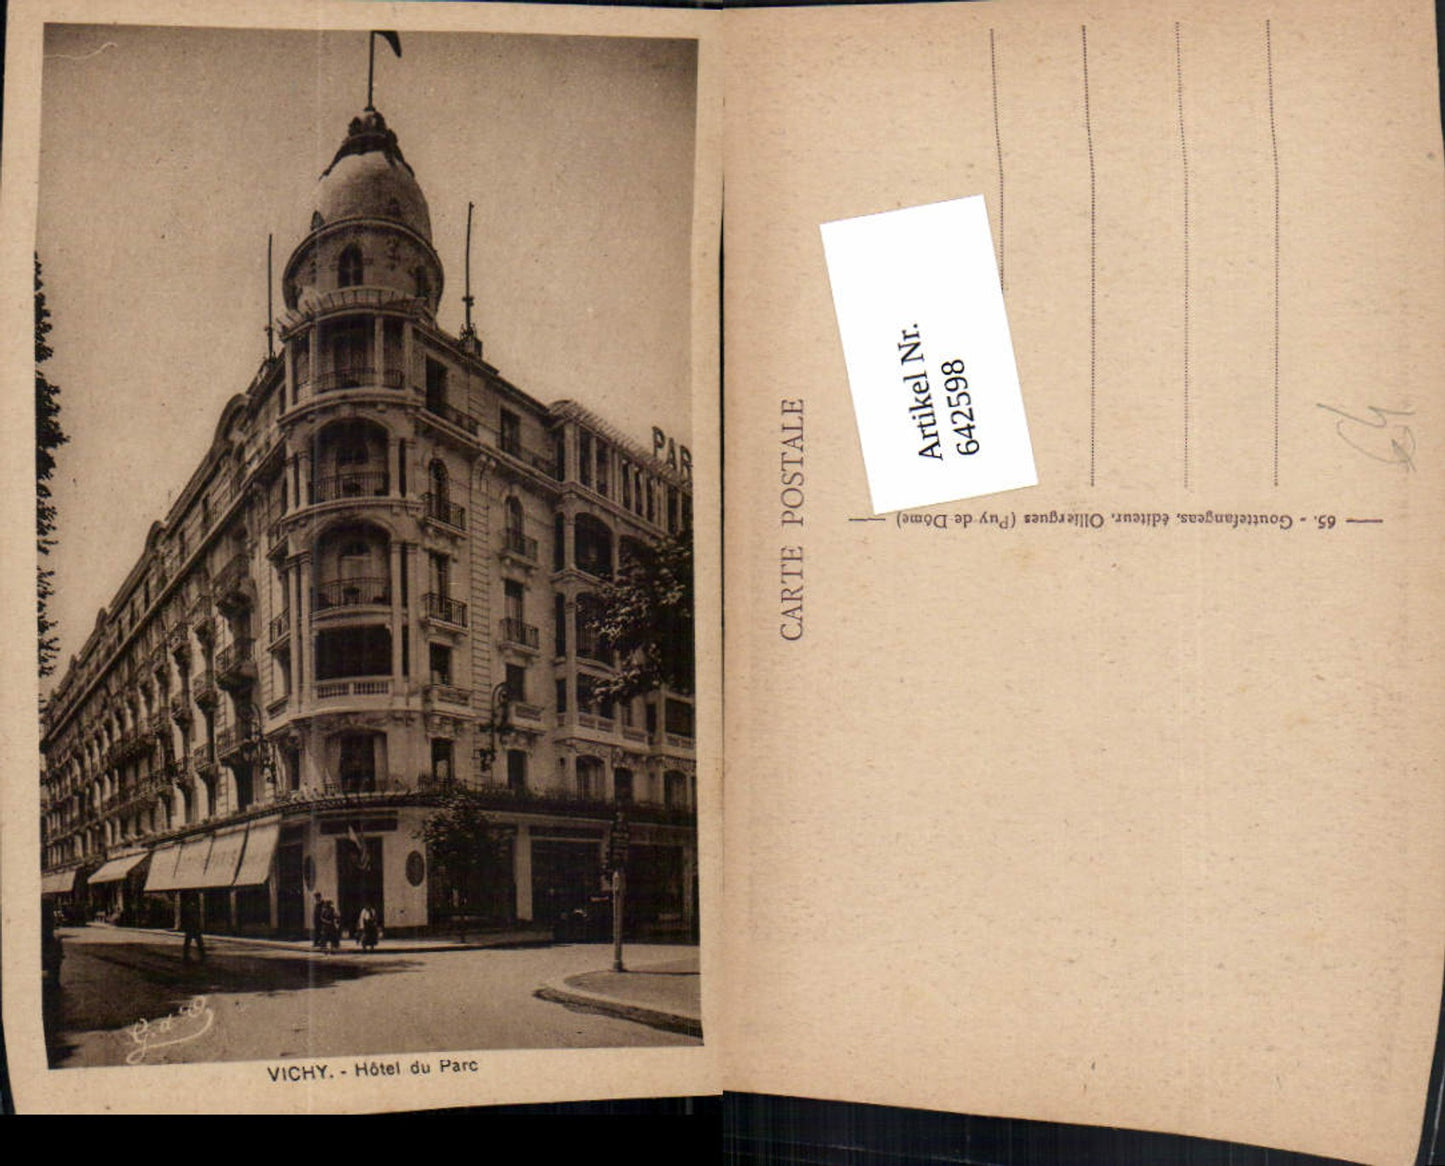 PAR
G. d'O.
VICHY. - Hôtel du Parc
CARTE POSTALE
Artikel Nr.
642598
65. - Gouttefangeas, éditeur, Olliergues (Puy de Dôme)